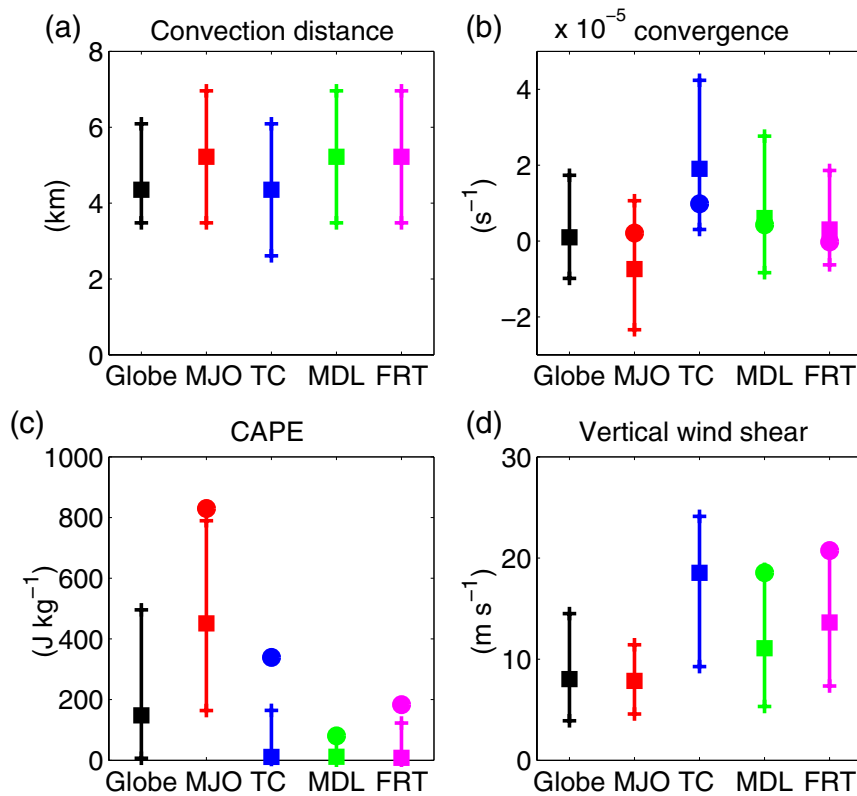 (a) Convection distance
8
6
4
2
0
(km)
Globe MJO TC MDL FRT
(b) x 10⁻⁵ convergence
4
2
0
−2
(s⁻¹)
Globe MJO TC MDL FRT
(c) CAPE
1000
800
600
400
200
0
(J kg⁻¹)
Globe MJO TC MDL FRT
(d) Vertical wind shear
30
20
10
0
(m s⁻¹)
Globe MJO TC MDL FRT